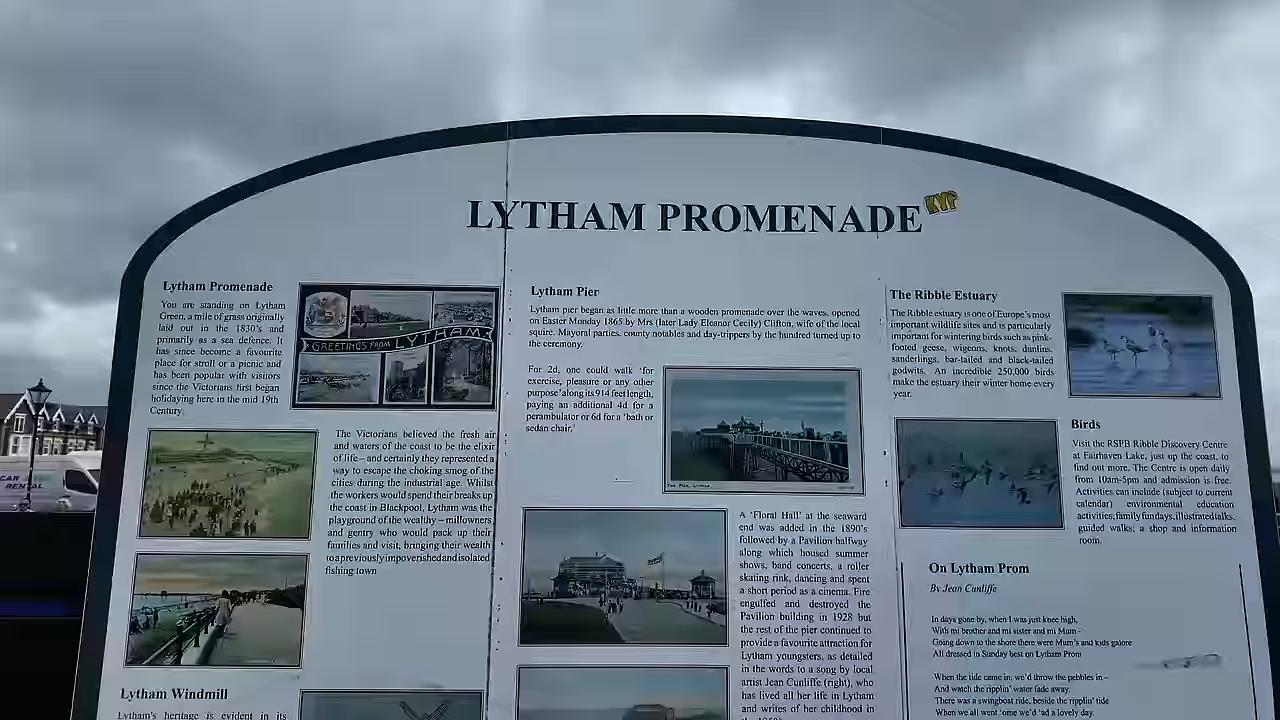 LYTHAM PROMENADE
KYP
Lytham Promenade
You are standing on Lytham
Green, a mile of grass originally
laid out in the 1830's and
primarily as a sea defence. It
has since become a favourite
place for stroll or a picnic and
has been popular with visitors
since the Victorians first began
holidaying here in the mid 19th
Century.
GREETINGS FROM LYTHAM
The Victorians believed the fresh air
and waters of the coast to be the elixir
of life – and certainly they represented a
way to escape the choking smog of the
cities during the industrial age. Whilst
the workers would spend their breaks up
the coast in Blackpool, Lytham was the
playground of the wealthy – millowners
and gentry who would pack up their
families and visit, bringing their wealth
to a previously impoverished and isolated
fishing town
Lytham Windmill
Lytham's heritage is evident in its
Lytham Pier
Lytham pier began as little more than a wooden promenade over the waves, opened
on Easter Monday 1865 by Mrs (later Lady Eleanor Cecily) Clifton, wife of the local
squire. Mayoral parties, county notables and day-trippers by the hundred turned up to
the ceremony.
For 2d, one could walk 'for
exercise, pleasure or any other
purpose' along its 914 feet length,
paying an additional 4d for a
perambulator or 6d for a 'bath or
sedan chair.'
THE PIER, LYTHAM
A 'Floral Hall' at the seaward
end was added in the 1890's
followed by a Pavilion halfway
along which housed summer
shows, band concerts, a roller
skating rink, dancing and spent
a short period as a cinema. Fire
engulfed and destroyed the
Pavilion building in 1928 but
the rest of the pier continued to
provide a favourite attraction for
Lytham youngsters, as detailed
in the words to a song by local
artist Jean Cunliffe (right), who
has lived all her life in Lytham
and writes of her childhood in
The Ribble Estuary
The Ribble estuary is one of Europe's most
important wildlife sites and is particularly
important for wintering birds such as pink-
footed geese, wigeons, knots, dunlins,
sanderlings, bar-tailed and black-tailed
godwits. An incredible 250,000 birds
make the estuary their winter home every
year.
Birds
Visit the RSPB Ribble Discovery Centre
at Fairhaven Lake, just up the coast, to
find out more. The Centre is open daily
from 10am-5pm and admission is free.
Activities can include (subject to current
calendar) environmental education
activities, family fun days, illustrated talks,
guided walks; a shop and information
room.
On Lytham Prom
By Jean Cunliffe
In days gone by, when I was just knee high,
With mi brother and mi sister and mi Mum -
Going down to the shore there were Mum's and kids galore
All dressed in Sunday best on Lytham Prom
When the tide came in, we'd throw the pebbles in –
And watch the ripplin' water fade away.
There was a swingboat ride, beside the ripplin' tide
When we all went 'ome we'd 'ad a lovely day.
CAR
RENTAL